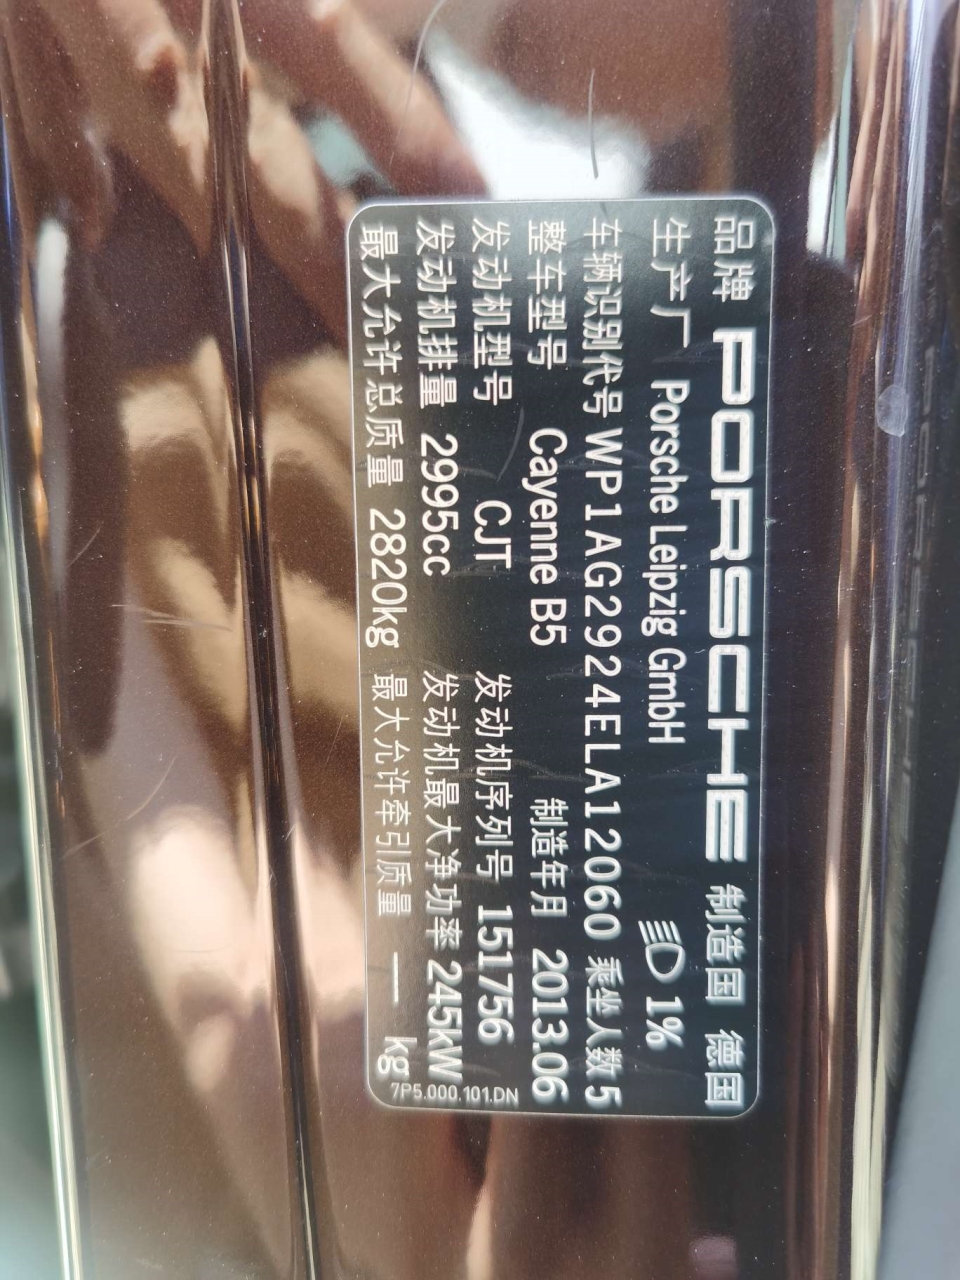 品牌 PORSCHE 制造国 德国
生产厂 Porsche Leipzig GmbH 1%
车辆识别代号 WP1AG2924ELA12060 乘坐人数 5
整车型号 Cayenne B5 制造年月 2013.06
发动机型号 CJT 发动机序列号 151756
发动机排量 2995cc 发动机最大净功率 245kW
最大允许总质量 2820kg 最大允许牵引质量 — kg
7P5.000.101.DN